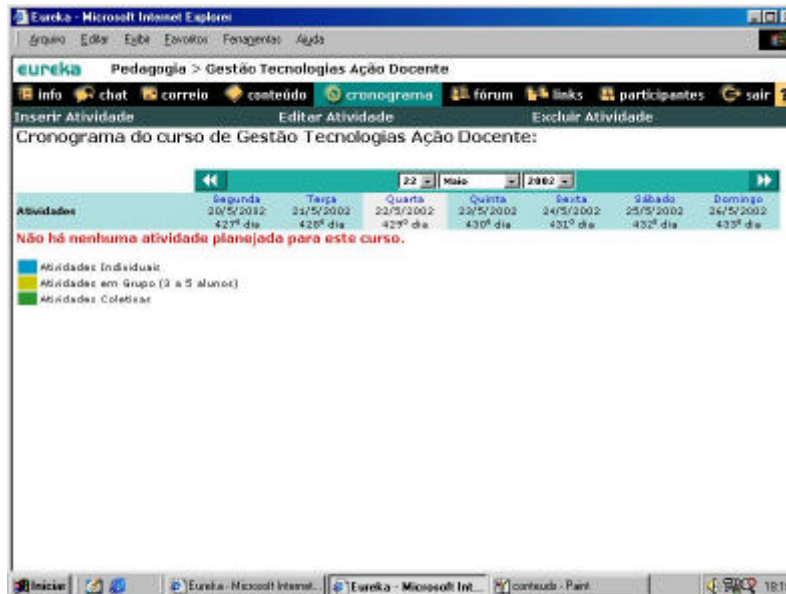 Eureka - Microsoft Internet Explorer
Arquivo Editar Exibir Favoritos Ferramentas Ajuda
eureka Pedagogia > Gestão Tecnologias Ação Docente
info chat correio conteúdo cronograma fórum links participantes sair ?
Inserir Atividade Editar Atividade Excluir Atividade
Cronograma do curso de Gestão Tecnologias Ação Docente:
22 Maio 2002
Segunda Terça Quarta Quinta Sexta Sábado Domingo
Atividades 20/5/2002 21/5/2002 22/5/2002 23/5/2002 24/5/2002 25/5/2002 26/5/2002
427º dia 428º dia 429º dia 430º dia 431º dia 432º dia 433º dia
Não há nenhuma atividade planejada para este curso.
Atividades Individuais
Atividades em Grupo (3 a 5 alunos)
Atividades Coletivas
Iniciar Eureka - Microsoft Internet... Eureka - Microsoft Int... conteudo - Paint